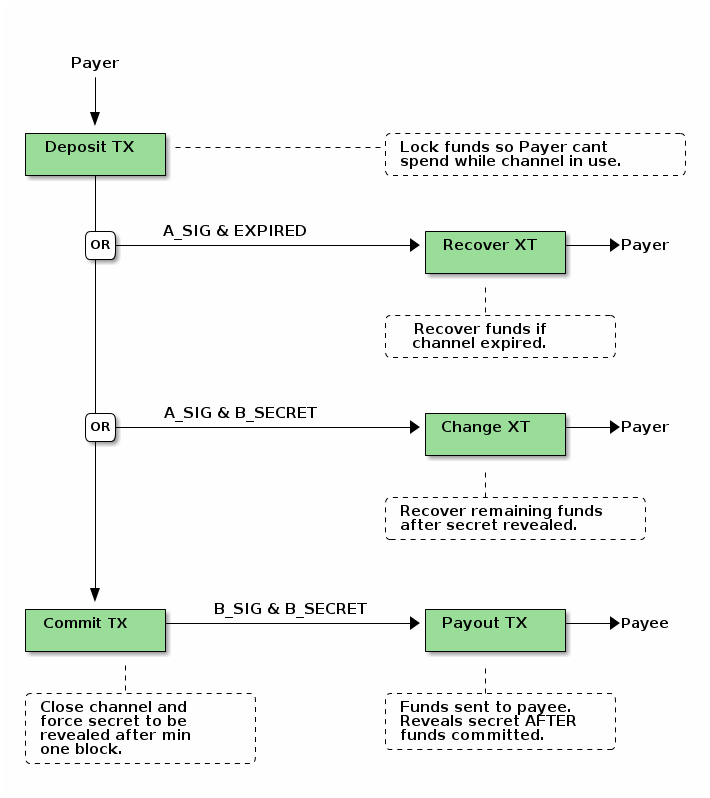 Payer
Deposit TX
Lock funds so Payer cant
spend while channel in use.
A_SIG & EXPIRED
OR
Recover XT
Payer
Recover funds if
channel expired.
A_SIG & B_SECRET
OR
Change XT
Payer
Recover remaining funds
after secret revealed.
B_SIG & B_SECRET
Commit TX
Payout TX
Payee
Close channel and
force secret to be
revealed after min
one block.
Funds sent to payee.
Reveals secret AFTER
funds committed.